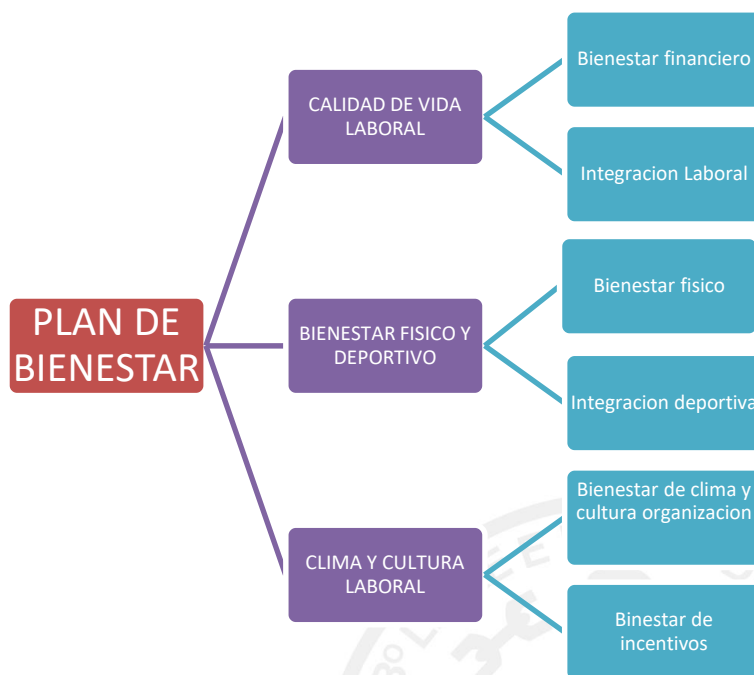 PLAN DE
BIENESTAR
CALIDAD DE VIDA
LABORAL
Bienestar financiero
Integracion Laboral
BIENESTAR FISICO Y
DEPORTIVO
Bienestar fisico
Integracion deportiva
CLIMA Y CULTURA
LABORAL
Bienestar de clima y
cultura organizacion
Binestar de
incentivos